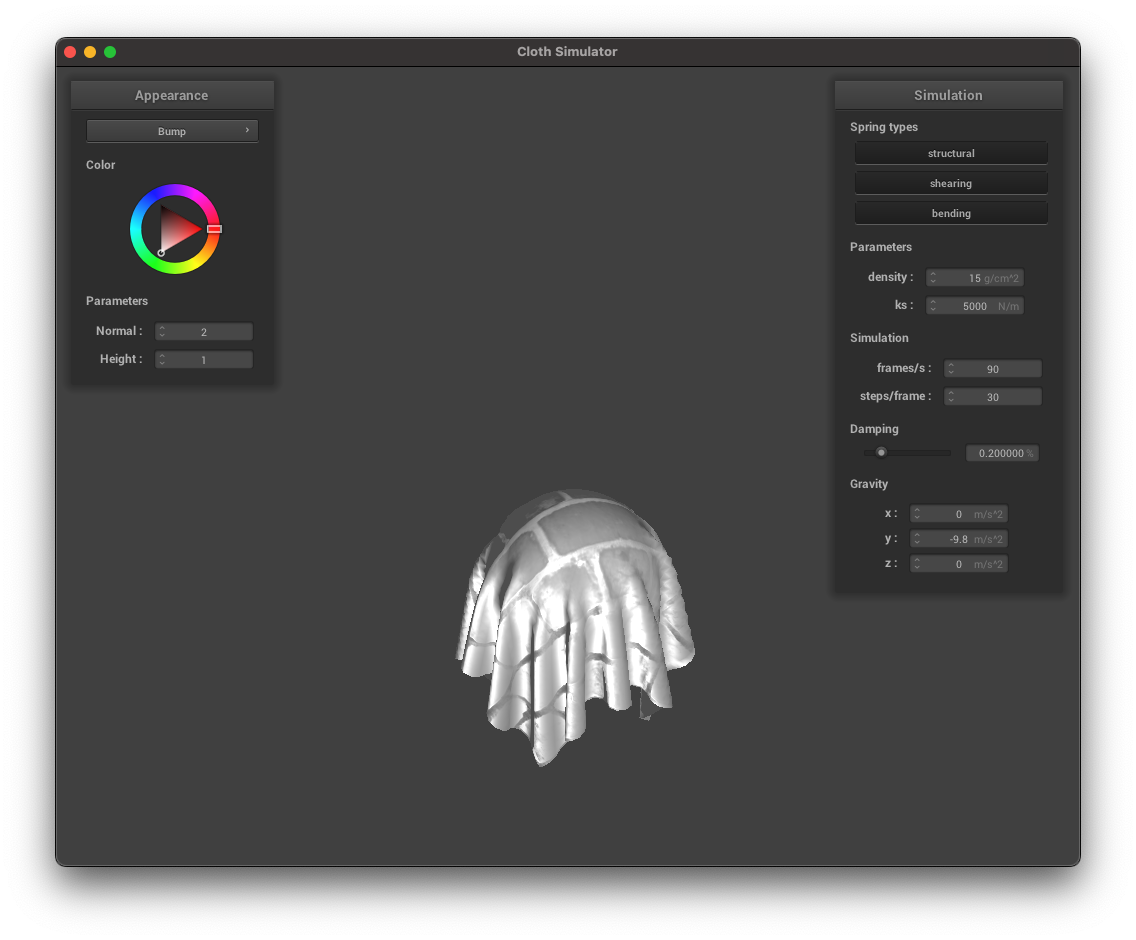 Cloth Simulator
Appearance
Bump ›
Color
Parameters
Normal : 2
Height : 1
Simulation
Spring types
structural
shearing
bending
Parameters
density : 15 g/cm^2
ks : 5000 N/m
Simulation
frames/s : 90
steps/frame : 30
Damping
0.200000 %
Gravity
x : 0 m/s^2
y : -9.8 m/s^2
z : 0 m/s^2